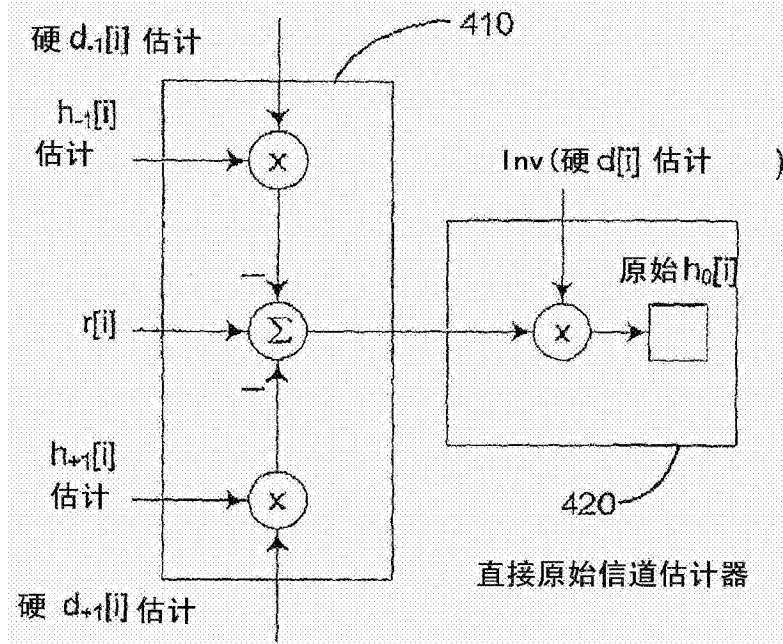 硬 d₋₁[i] 估计
410
h₋₁[i]
估计
X
Inv(硬 d[i] 估计 )
原始 h₀[i]
r[i]
Σ
X
h₊₁[i]
估计
X
420
直接原始信道估计器
硬 d₊₁[i] 估计